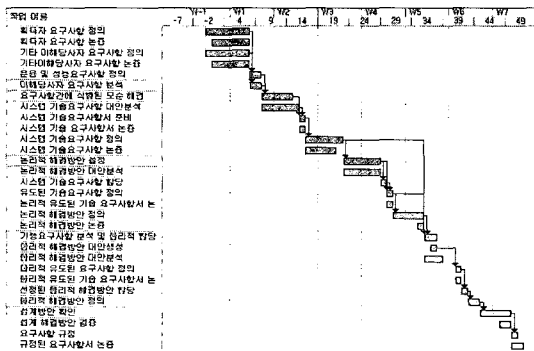 작업 이름
W-1 W1 W2 W3 W4 W5 W6 W7
-7 -2 4 9 14 19 24 29 34 39 44 49
획득자 요구사항 정의
획득자 요구사항 논증
기타 이해당사자 요구사항 정의
기타이해당사자 요구사항 논증
운용 및 성능요구사항 정의
이해당사자 요구사항 분석
요구사항간에 식별된 모순 해결
시스템 기술요구사항 대안분석
시스템 기술요구사항서 준비
시스템 기술 요구사항서 논증
시스템 기술요구사항 정의
시스템 기술요구사항 논증
논리적 해결방안 설정
논리적 해결방안 대안분석
시스템 기술요구사항 할당
유도된 기술요구사항 정의
논리적 유도된 기술 요구사항서 논
논리적 해결방안 정의
논리적 해결방안 논증
기능요구사항 분석 및 물리적 할당
물리적 해결방안 대안생성
물리적 해결방안 대안분석
물리적 유도된 요구사항 정의
물리적 유도된 기술 요구사항서 논
선정된 물리적 해결방안 할당
물리적 해결방안 정의
설계방안 확인
설계 해결방안 검증
요구사항 규정
규정된 요구사항서 논증